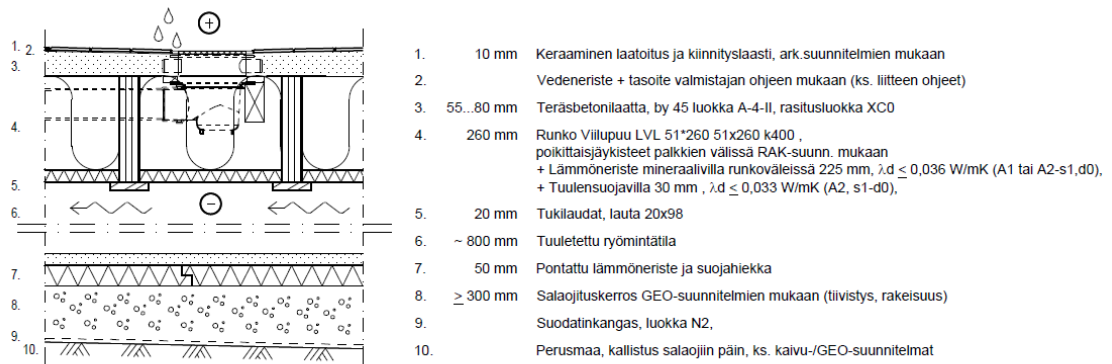 +
1. 10 mm Keraaminen laatoitus ja kiinnityslaasti, ark.suunnitelmien mukaan
2. Vedeneriste + tasoite valmistajan ohjeen mukaan (ks. liitteen ohjeet)
3. 55...80 mm Teräsbetonilaatta, by 45 luokka A-4-II, rasitusluokka XC0
4. 260 mm Runko Viilupuu LVL 51*260 51x260 k400 ,
poikittaisjäykisteet palkkien välissä RAK-suunn. mukaan
+ Lämmöneriste mineraalivilla runkoväleissä 225 mm, λd ≤ 0,036 W/mK (A1 tai A2-s1,d0),
+ Tuulensuojavilla 30 mm , λd ≤ 0,033 W/mK (A2, s1-d0),
5. 20 mm Tukilaudat, lauta 20x98
6. ~ 800 mm Tuuletettu ryömintätila
7. 50 mm Pontattu lämmöneriste ja suojahiekka
8. ≥ 300 mm Salaojituskerros GEO-suunnitelmien mukaan (tiivistys, rakeisuus)
9. Suodatinkangas, luokka N2,
10. Perusmaa, kallistus salaojiin päin, ks. kaivu-/GEO-suunnitelmat
1. 2.
3.
4.
5.
−
6.
7.
8.
9.
10.